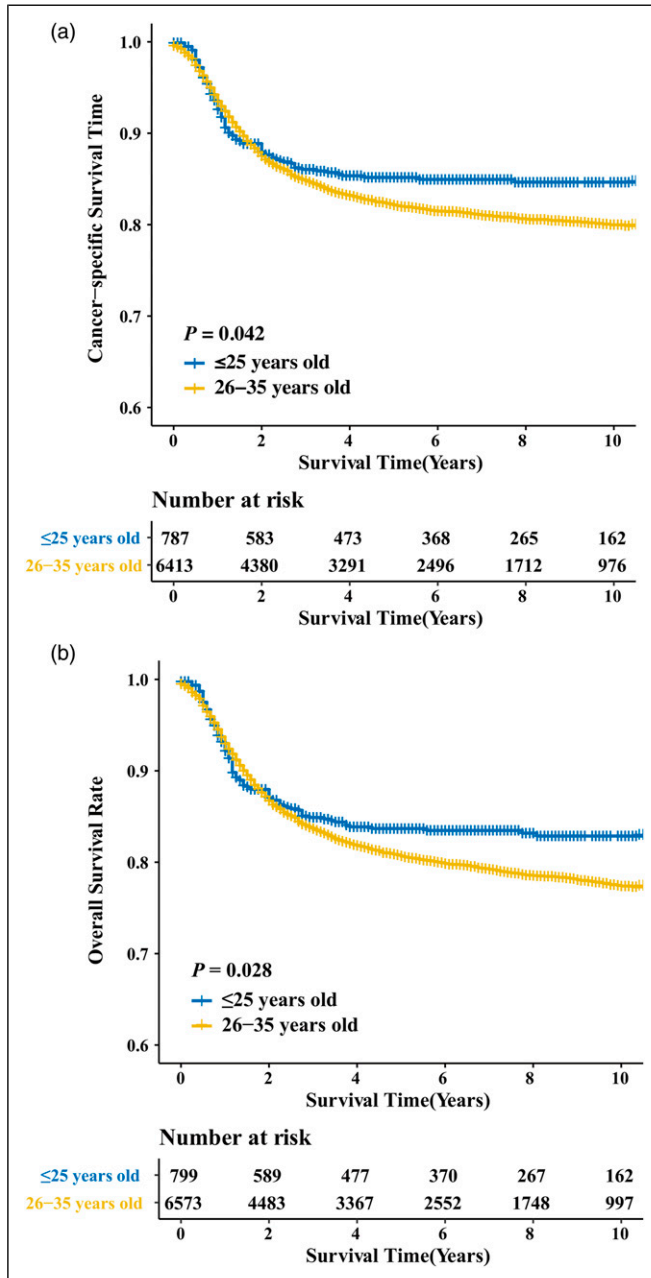 (a)
1.0
0.9
0.8
0.7
0.6
Cancer−specific Survival Time
P = 0.042
≤25 years old
26−35 years old
0 2 4 6 8 10
Survival Time(Years)
Number at risk
≤25 years old 787 583 473 368 265 162
26−35 years old 6413 4380 3291 2496 1712 976
0 2 4 6 8 10
Survival Time(Years)
(b)
1.0
0.9
0.8
0.7
0.6
Overall Survival Rate
P = 0.028
≤25 years old
26−35 years old
0 2 4 6 8 10
Survival Time(Years)
Number at risk
≤25 years old 799 589 477 370 267 162
26−35 years old 6573 4483 3367 2552 1748 997
0 2 4 6 8 10
Survival Time(Years)